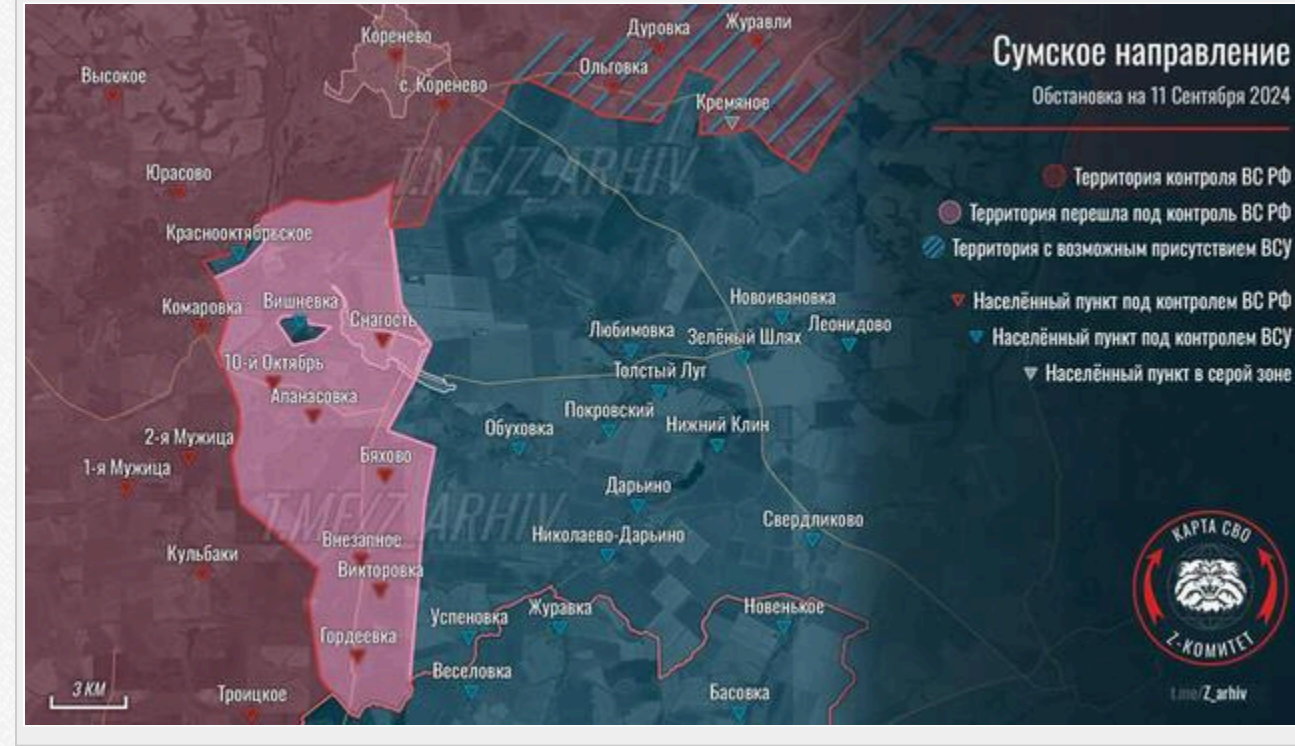 Сумское направление
Обстановка на 11 Сентября 2024
Территория контроля ВС РФ
Территория перешла под контроль ВС РФ
Территория с возможным присутствием ВСУ
Населённый пункт под контролем ВС РФ
Населённый пункт под контролем ВСУ
Населённый пункт в серой зоне
Дуровка
Журавли
Коренево
Ольговка
Высокое
с. Коренево
Кремяное
T.ME/Z_ARHIV
Юрасово
Краснооктябрьское
Комаровка
Вишневка
Снагость
Новоивановка
Любимовка
Зелёный Шлях
Леонидово
10-й Октябрь
Толстый Луг
Апанасовка
Покровский
Обуховка
Нижний Клин
2-я Мужица
1-я Мужица
Бяхово
Дарьино
T.ME/Z_ARHIV
Свердликово
Внезапное
Николаево-Дарьино
Кульбаки
Викторовка
Успеновка
Журавка
Новенькое
Гордеевка
Веселовка
Троицкое
Басовка
3 КМ
КАРТА СВО
Z-КОМИТЕТ
t.me/Z_arhiv